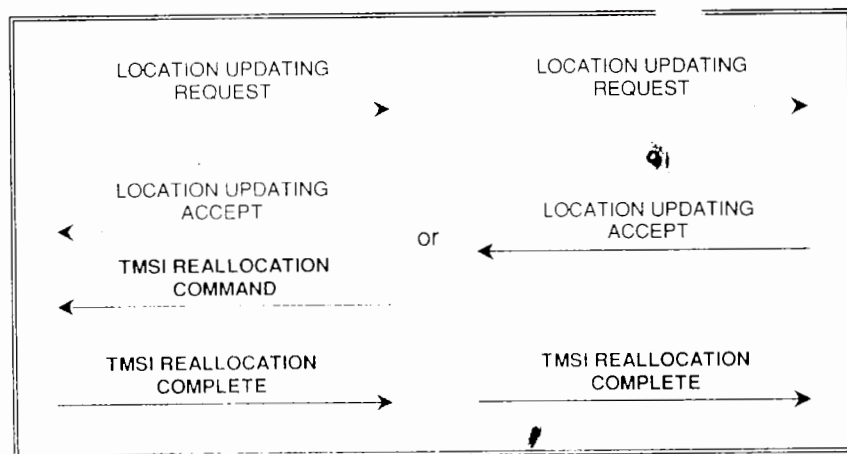 LOCATION UPDATING
REQUEST
LOCATION UPDATING
ACCEPT
TMSI REALLOCATION
COMMAND
TMSI REALLOCATION
COMPLETE
or
LOCATION UPDATING
REQUEST
LOCATION UPDATING
ACCEPT
TMSI REALLOCATION
COMPLETE